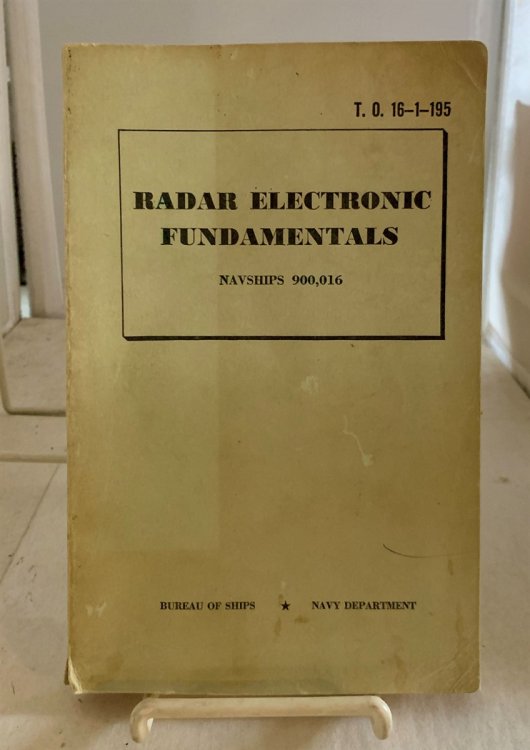 T. O. 16-1-195
RADAR ELECTRONIC
FUNDAMENTALS
NAVSHIPS 900,016
BUREAU OF SHIPS ★ NAVY DEPARTMENT